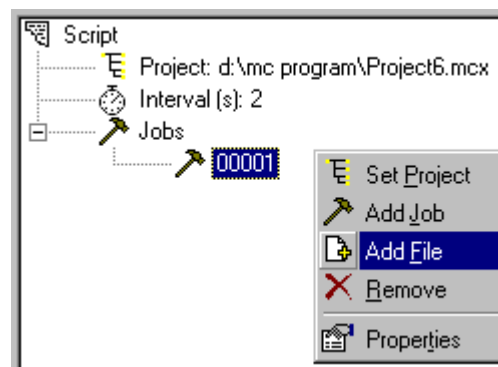 Script
Project: d:\mc program\Project6.mcx
Interval (s): 2
Jobs
00001
Set Project
Add Job
Add File
Remove
Properties